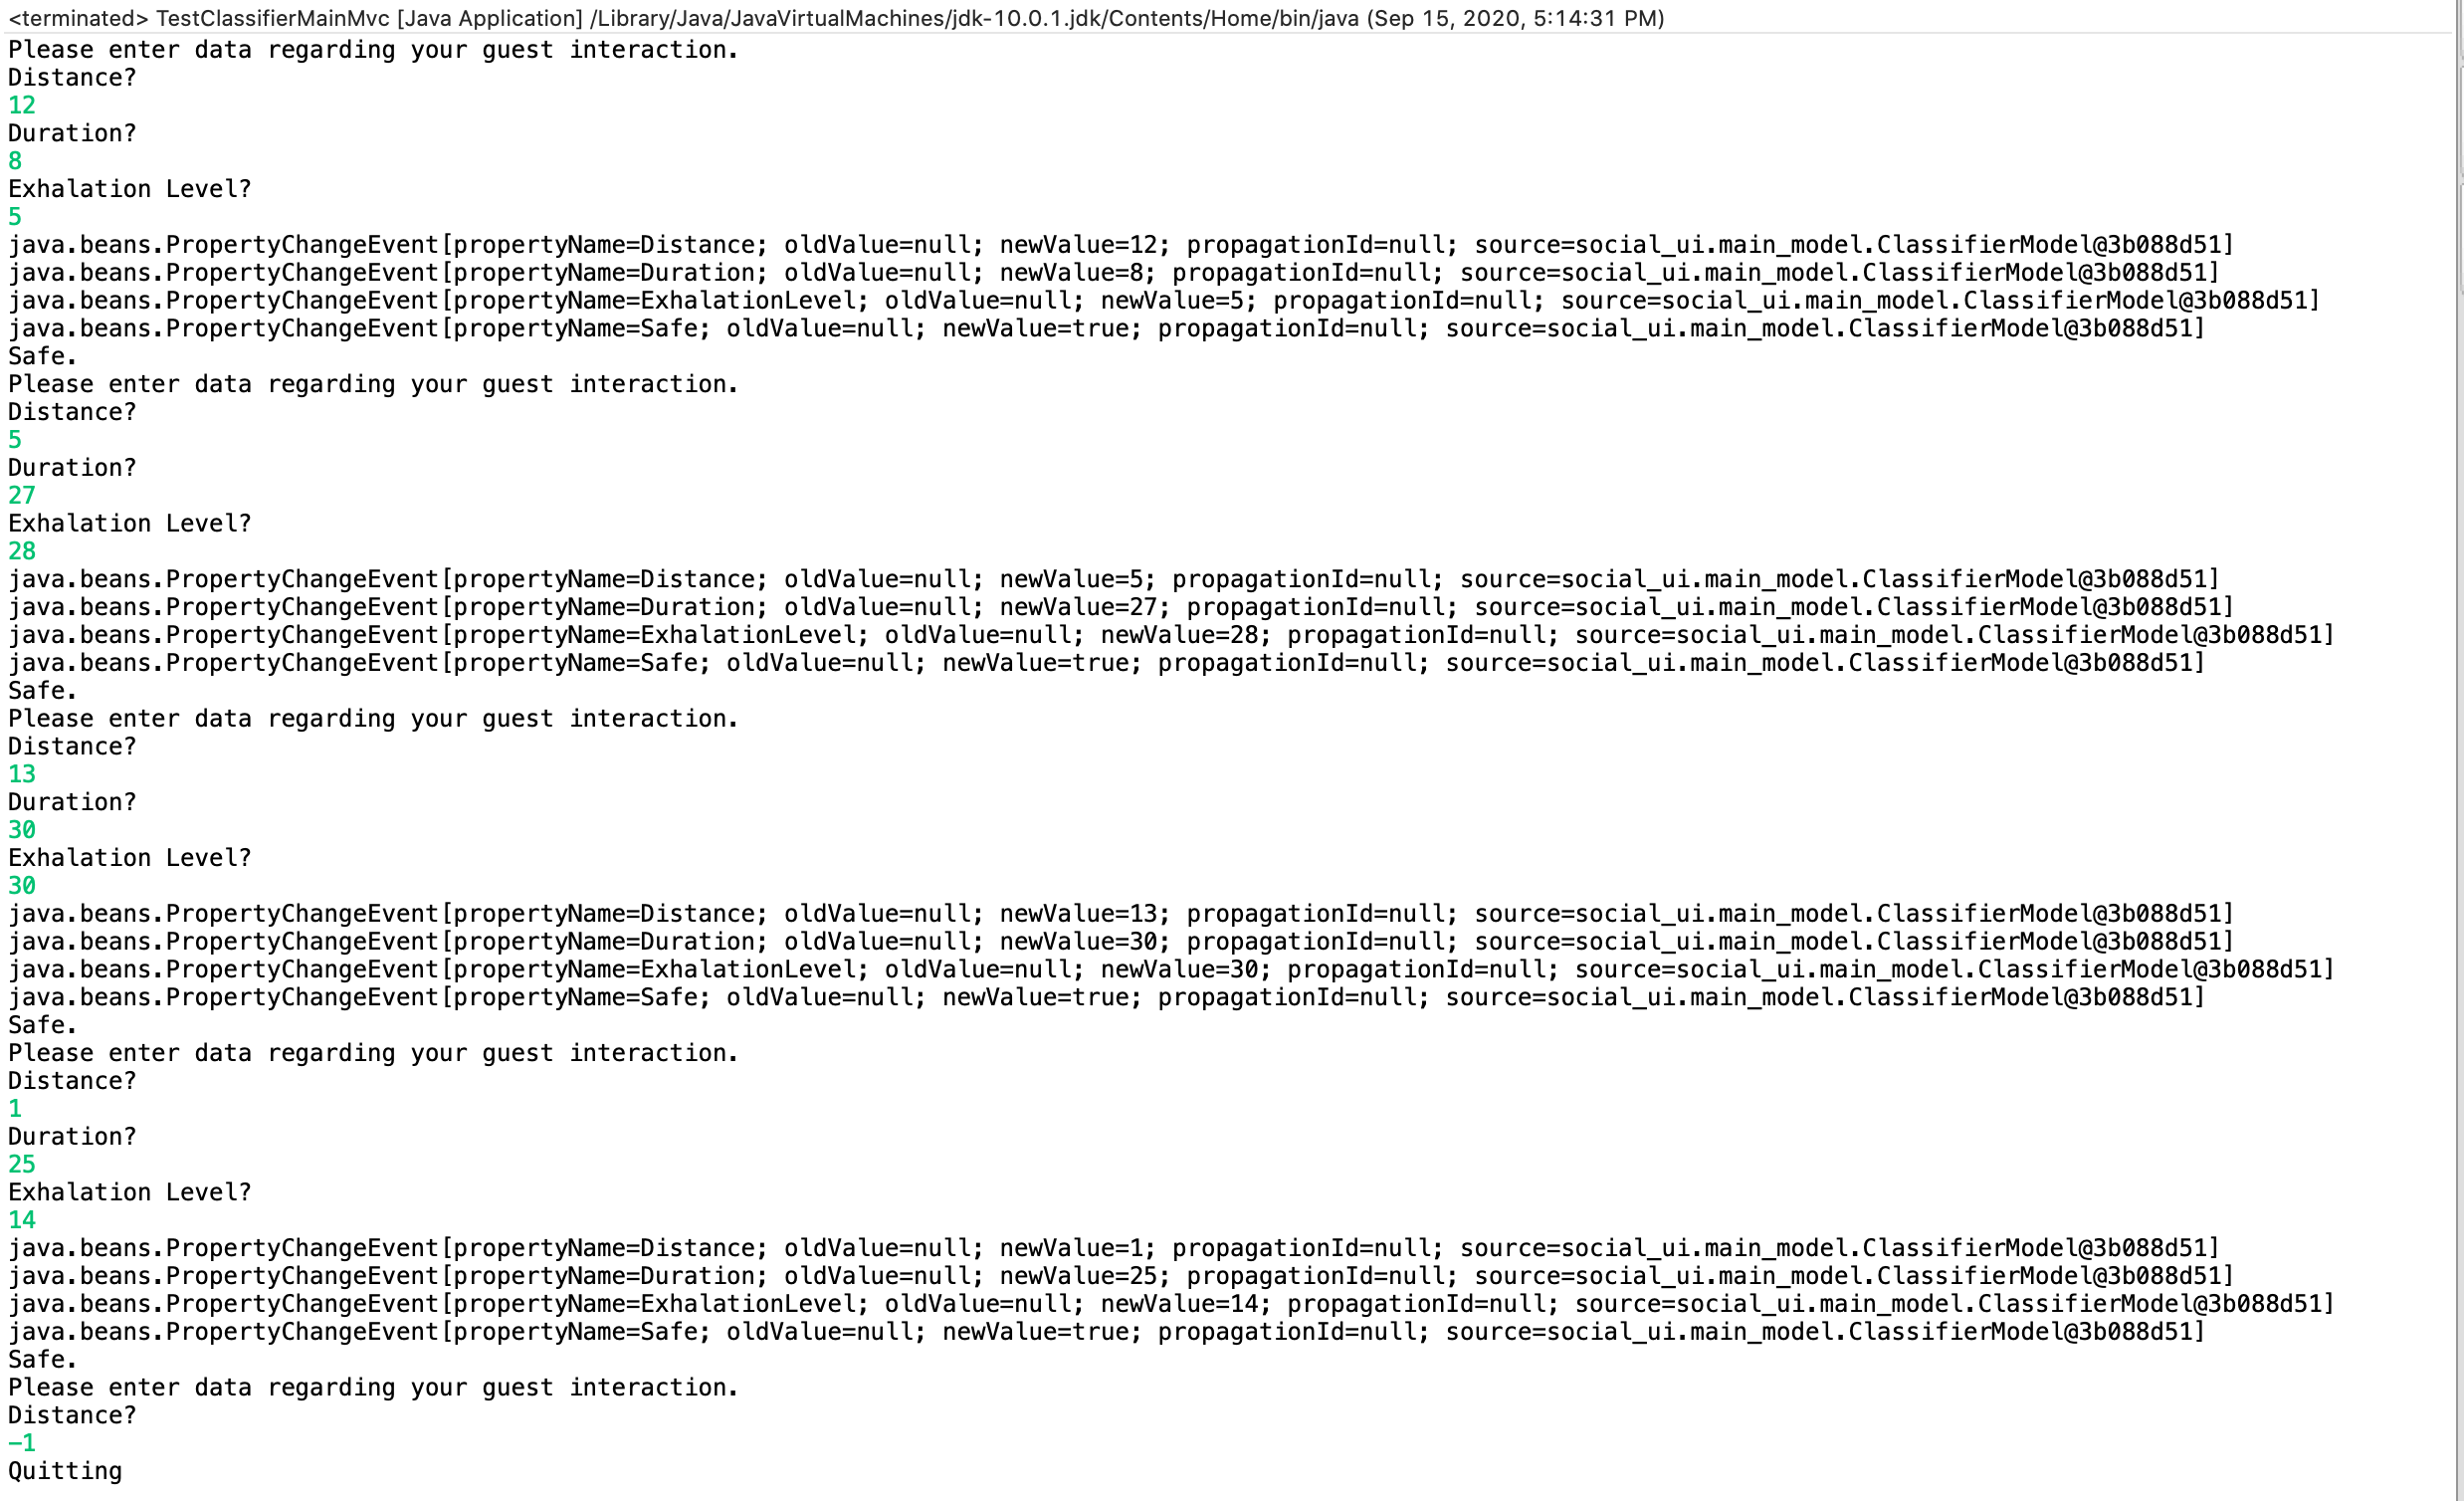 <terminated> TestClassifierMainMvc [Java Application] /Library/Java/JavaVirtualMachines/jdk-10.0.1.jdk/Contents/Home/bin/java (Sep 15, 2020, 5:14:31 PM)
Please enter data regarding your guest interaction.
Distance?
12
Duration?
8
Exhalation Level?
5
java.beans.PropertyChangeEvent[propertyName=Distance; oldValue=null; newValue=12; propagationId=null; source=social_ui.main_model.ClassifierModel@3b088d51]
java.beans.PropertyChangeEvent[propertyName=Duration; oldValue=null; newValue=8; propagationId=null; source=social_ui.main_model.ClassifierModel@3b088d51]
java.beans.PropertyChangeEvent[propertyName=ExhalationLevel; oldValue=null; newValue=5; propagationId=null; source=social_ui.main_model.ClassifierModel@3b088d51]
java.beans.PropertyChangeEvent[propertyName=Safe; oldValue=null; newValue=true; propagationId=null; source=social_ui.main_model.ClassifierModel@3b088d51]
Safe.
Please enter data regarding your guest interaction.
Distance?
5
Duration?
27
Exhalation Level?
28
java.beans.PropertyChangeEvent[propertyName=Distance; oldValue=null; newValue=5; propagationId=null; source=social_ui.main_model.ClassifierModel@3b088d51]
java.beans.PropertyChangeEvent[propertyName=Duration; oldValue=null; newValue=27; propagationId=null; source=social_ui.main_model.ClassifierModel@3b088d51]
java.beans.PropertyChangeEvent[propertyName=ExhalationLevel; oldValue=null; newValue=28; propagationId=null; source=social_ui.main_model.ClassifierModel@3b088d51]
java.beans.PropertyChangeEvent[propertyName=Safe; oldValue=null; newValue=true; propagationId=null; source=social_ui.main_model.ClassifierModel@3b088d51]
Safe.
Please enter data regarding your guest interaction.
Distance?
13
Duration?
30
Exhalation Level?
30
java.beans.PropertyChangeEvent[propertyName=Distance; oldValue=null; newValue=13; propagationId=null; source=social_ui.main_model.ClassifierModel@3b088d51]
java.beans.PropertyChangeEvent[propertyName=Duration; oldValue=null; newValue=30; propagationId=null; source=social_ui.main_model.ClassifierModel@3b088d51]
java.beans.PropertyChangeEvent[propertyName=ExhalationLevel; oldValue=null; newValue=30; propagationId=null; source=social_ui.main_model.ClassifierModel@3b088d51]
java.beans.PropertyChangeEvent[propertyName=Safe; oldValue=null; newValue=true; propagationId=null; source=social_ui.main_model.ClassifierModel@3b088d51]
Safe.
Please enter data regarding your guest interaction.
Distance?
1
Duration?
25
Exhalation Level?
14
java.beans.PropertyChangeEvent[propertyName=Distance; oldValue=null; newValue=1; propagationId=null; source=social_ui.main_model.ClassifierModel@3b088d51]
java.beans.PropertyChangeEvent[propertyName=Duration; oldValue=null; newValue=25; propagationId=null; source=social_ui.main_model.ClassifierModel@3b088d51]
java.beans.PropertyChangeEvent[propertyName=ExhalationLevel; oldValue=null; newValue=14; propagationId=null; source=social_ui.main_model.ClassifierModel@3b088d51]
java.beans.PropertyChangeEvent[propertyName=Safe; oldValue=null; newValue=true; propagationId=null; source=social_ui.main_model.ClassifierModel@3b088d51]
Safe.
Please enter data regarding your guest interaction.
Distance?
-1
Quitting